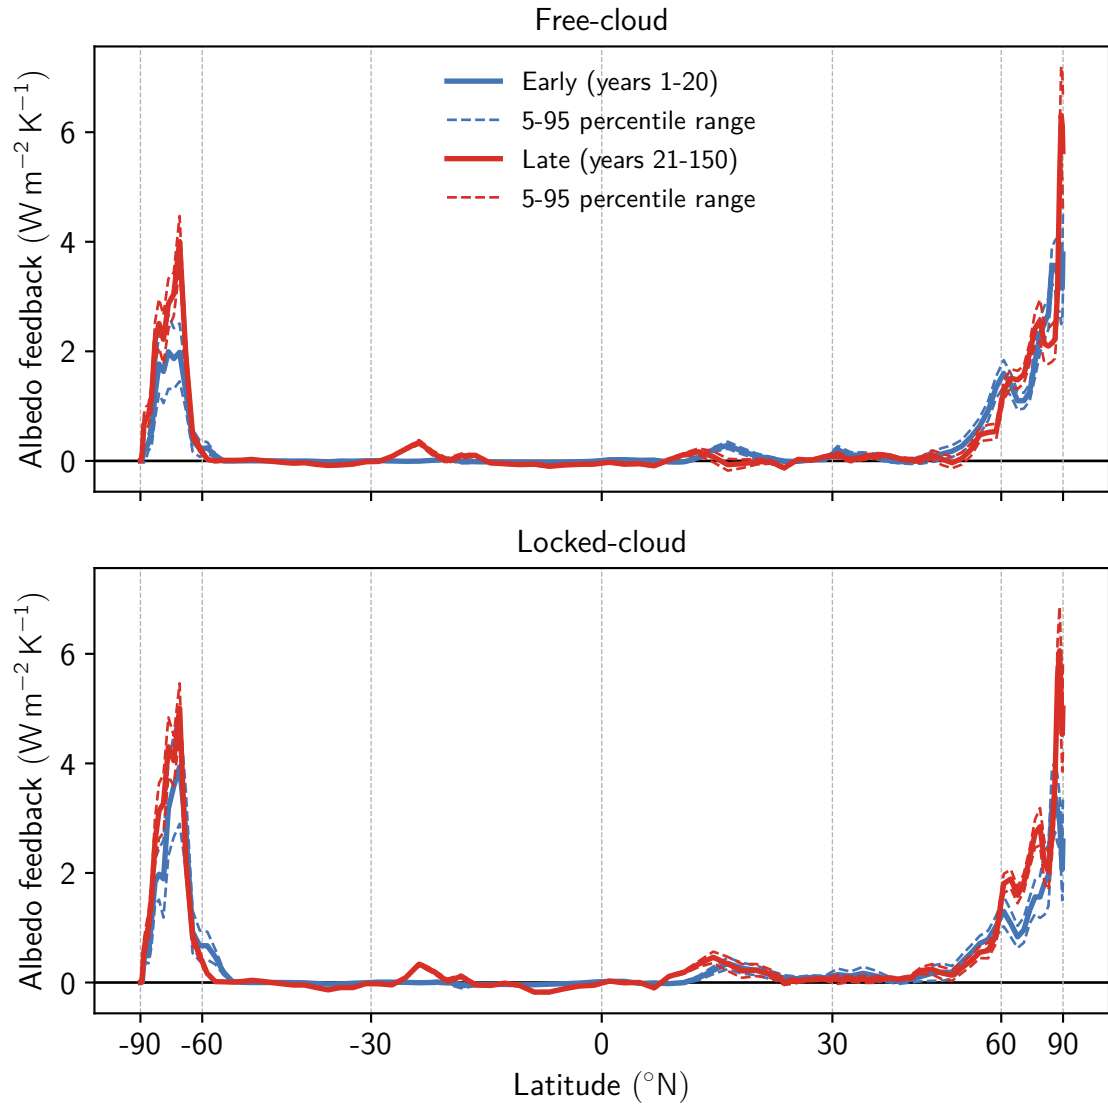 Free-cloud
Albedo feedback (W m⁻² K⁻¹)
6
4
2
0
Early (years 1-20)
5-95 percentile range
Late (years 21-150)
5-95 percentile range
Locked-cloud
Albedo feedback (W m⁻² K⁻¹)
6
4
2
0
-90 -60 -30 0 30 60 90
Latitude (°N)